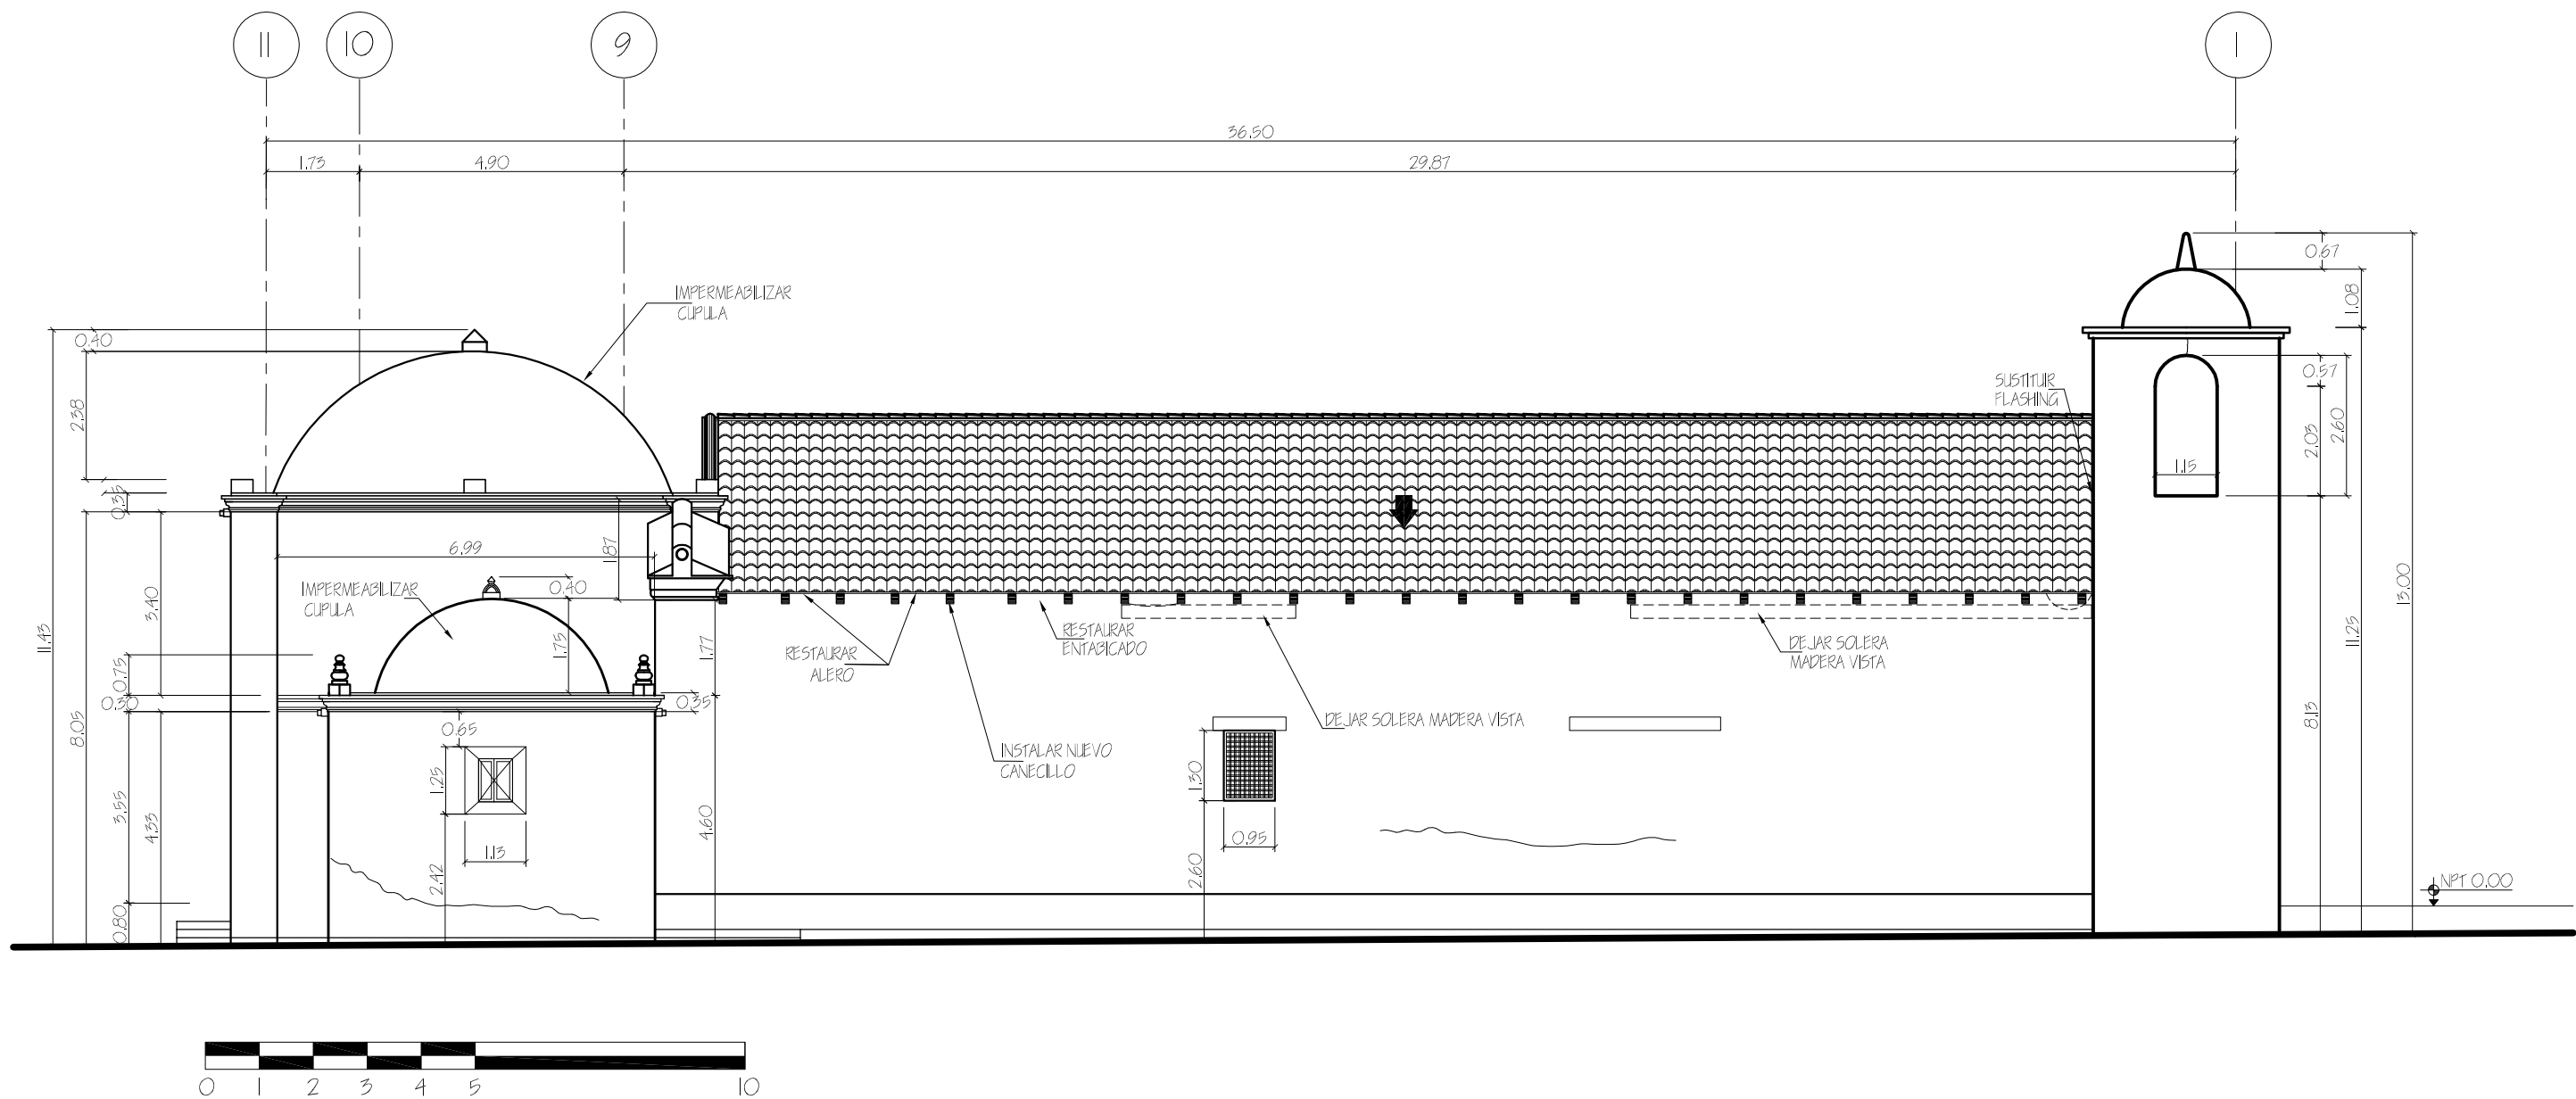 11 10 9 1
36.50
1.73 4.90 29.87
0.67
IMPERMEABILIZAR
CUPULA
1.08
0.40
SUSTITUIR
FLASHING
0.57
2.38
2.03
2.60
1.15
0.35
6.99
1.87
IMPERMEABILIZAR
CUPULA
0.40
3.40
13.00
11.43
1.75
1.77
RESTAURAR
ENTABICADO
RESTAURAR
ALERO
DEJAR SOLERA
MADERA VISTA
11.25
0.75
0.30
0.35
8.05
0.65
DEJAR SOLERA MADERA VISTA
8.13
INSTALAR NUEVO
CANECILLO
1.25
1.30
3.55
4.33
4.60
0.95
1.13
2.42
2.60
NPT 0.00
0.80
0 1 2 3 4 5 10